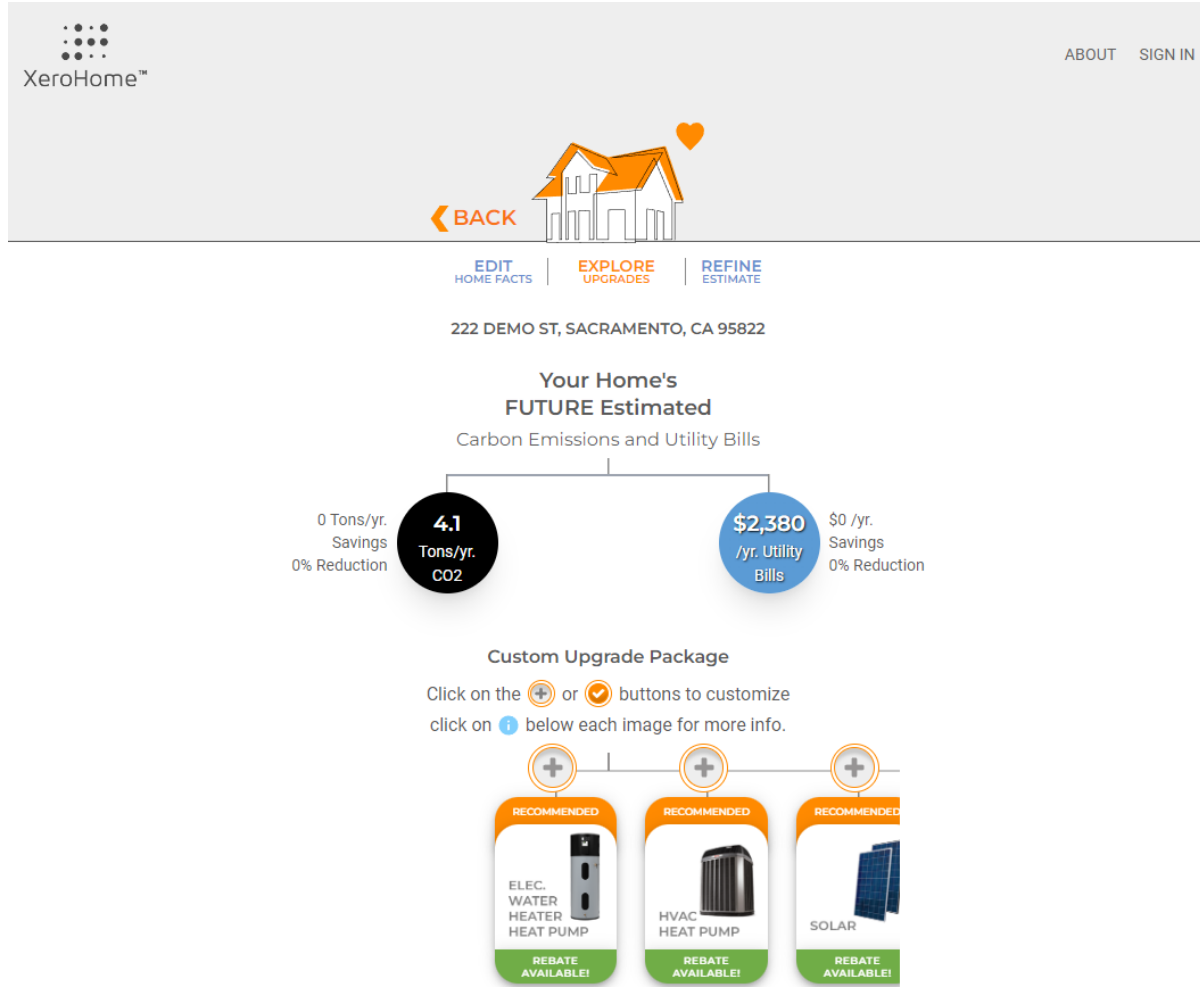 XeroHome™
ABOUT SIGN IN
BACK
EDIT
HOME FACTS
EXPLORE
UPGRADES
REFINE
ESTIMATE
222 DEMO ST, SACRAMENTO, CA 95822
Your Home's
FUTURE Estimated
Carbon Emissions and Utility Bills
0 Tons/yr.
Savings
0% Reduction
4.1
Tons/yr.
CO2
$2,380
/yr. Utility
Bills
$0 /yr.
Savings
0% Reduction
Custom Upgrade Package
Click on the or buttons to customize
click on i below each image for more info.
RECOMMENDED
ELEC.
WATER
HEATER
HEAT PUMP
REBATE
AVAILABLE!
RECOMMENDED
HVAC
HEAT PUMP
REBATE
AVAILABLE!
RECOMMENDED
SOLAR
REBATE
AVAILABLE!